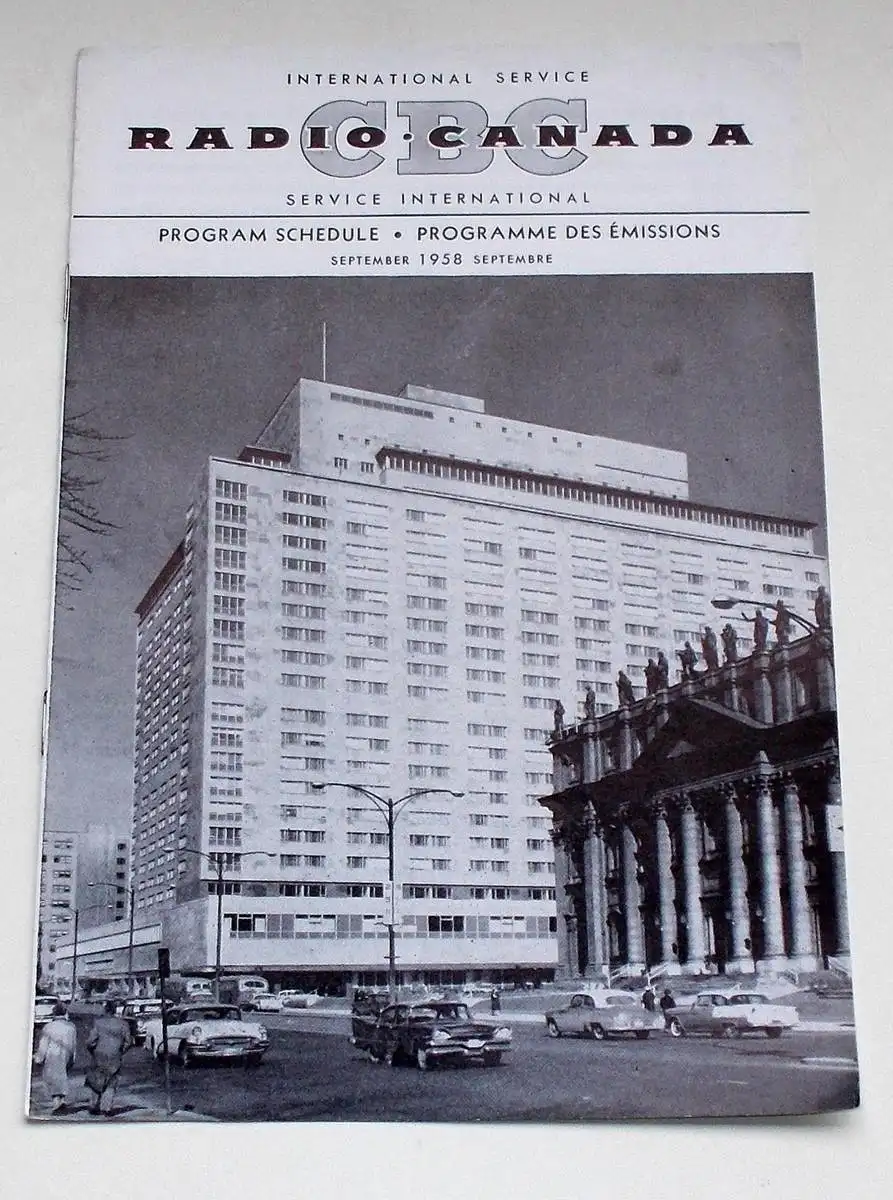 INTERNATIONAL SERVICE
CBC
RADIO·CANADA
SERVICE INTERNATIONAL
PROGRAM SCHEDULE • PROGRAMME DES ÉMISSIONS
SEPTEMBER 1958 SEPTEMBRE